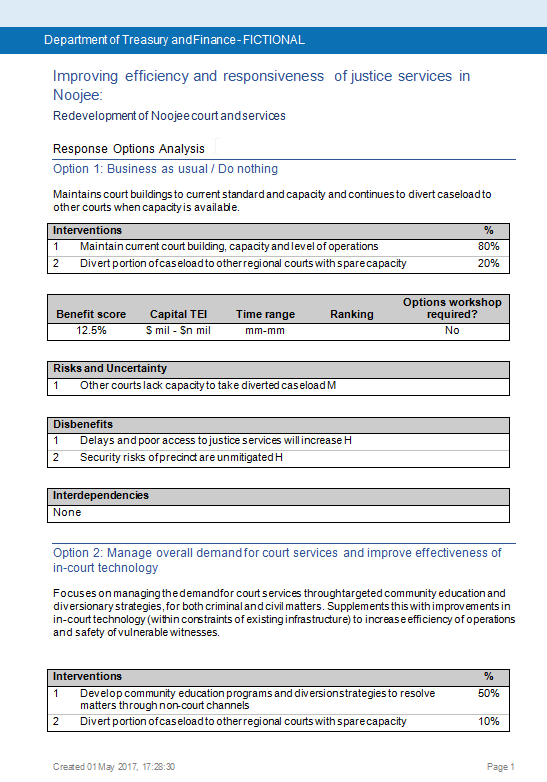 Department of Treasury and Finance - FICTIONAL
Improving efficiency and responsiveness of justice services in
Noojee:
Redevelopment of Noojee court and services
Response Options Analysis
Option 1: Business as usual / Do nothing
Maintains court buildings to current standard and capacity and continues to divert caseload to
other courts when capacity is available.
Interventions %
1 Maintain current court building, capacity and level of operations 80%
2 Divert portion of caseload to other regional courts with spare capacity 20%
Options workshop
Benefit score Capital TEI Time range Ranking required?
12.5% $ mil - $n mil mm-mm No
Risks and Uncertainty
1 Other courts lack capacity to take diverted caseload M
Disbenefits
1 Delays and poor access to justice services will increase H
2 Security risks of precinct are unmitigated H
Interdependencies
None
Option 2: Manage overall demand for court services and improve effectiveness of
in-court technology
Focuses on managing the demand for court services through targeted community education and
diversionary strategies, for both criminal and civil matters. Supplements this with improvements in
in-court technology (within constraints of existing infrastructure) to increase efficiency of operations
and safety of vulnerable witnesses.
Interventions %
1 Develop community education programs and diversion strategies to resolve 50%
matters through non-court channels
2 Divert portion of caseload to other regional courts with spare capacity 10%
Created 01 May 2017, 17:28:30 Page 1